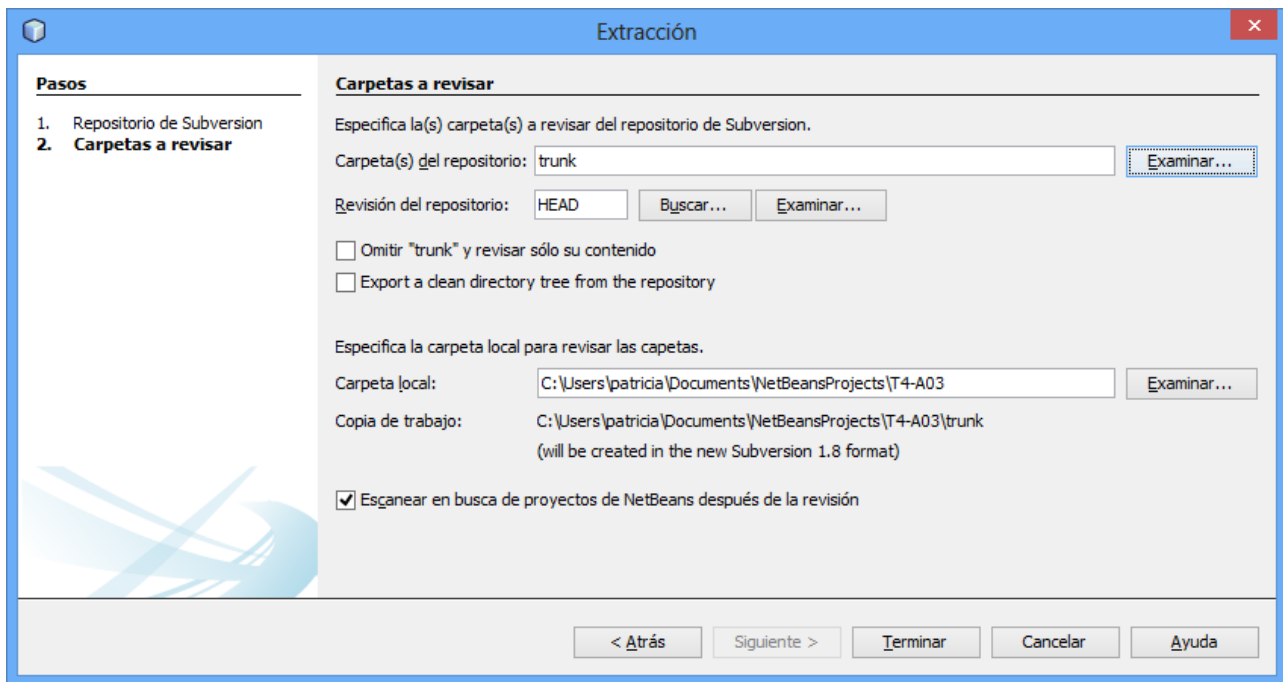 Extracción
Pasos
1. Repositorio de Subversion
2. Carpetas a revisar
Carpetas a revisar
Especifica la(s) carpeta(s) a revisar del repositorio de Subversion.
Carpeta(s) del repositorio: trunk Examinar...
Revisión del repositorio: HEAD Buscar... Examinar...
Omitir "trunk" y revisar sólo su contenido
Export a clean directory tree from the repository
Especifica la carpeta local para revisar las capetas.
Carpeta local: C:\Users\patricia\Documents\NetBeansProjects\T4-A03 Examinar...
Copia de trabajo: C:\Users\patricia\Documents\NetBeansProjects\T4-A03\trunk
(will be created in the new Subversion 1.8 format)
Escanear en busca de proyectos de NetBeans después de la revisión
< Atrás Siguiente > Terminar Cancelar Ayuda